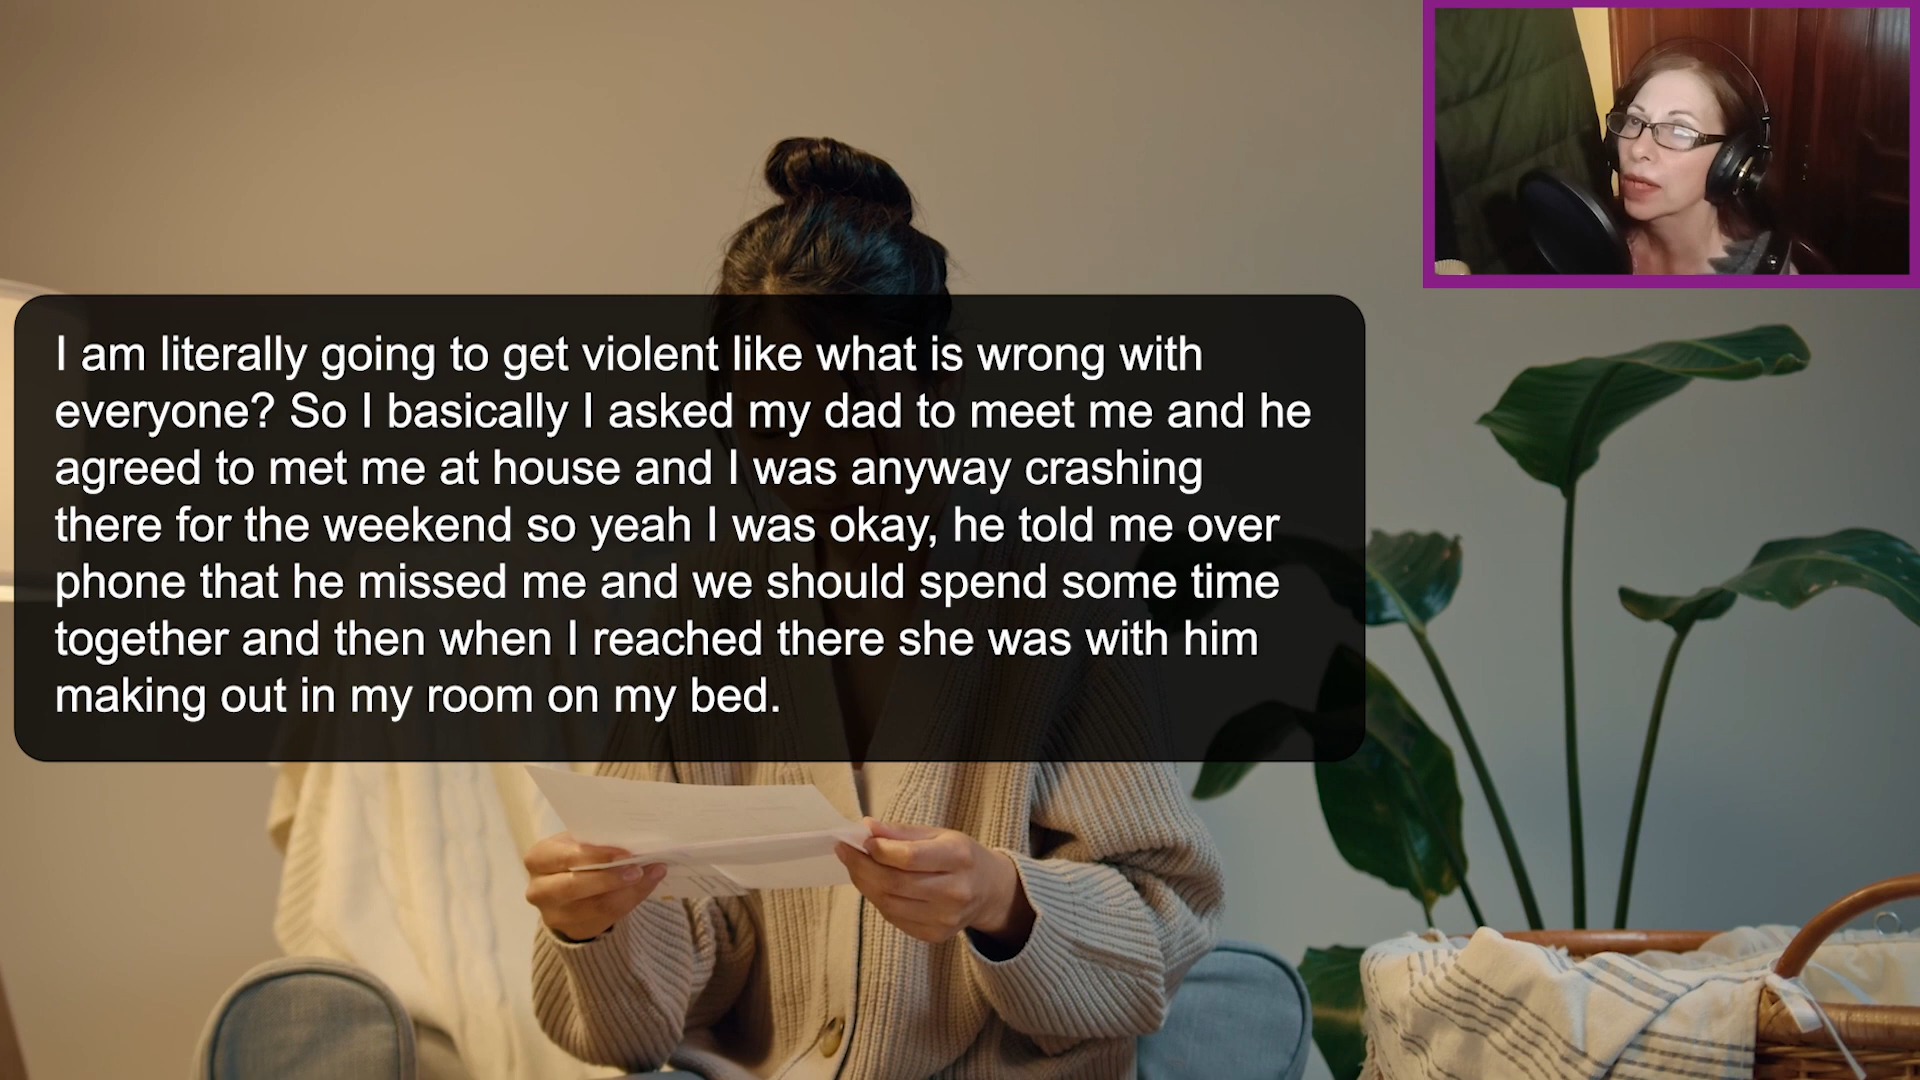 I am literally going to get violent like what is wrong with
everyone? So I basically I asked my dad to meet me and he
agreed to met me at house and I was anyway crashing
there for the weekend so yeah I was okay, he told me over
phone that he missed me and we should spend some time
together and then when I reached there she was with him
making out in my room on my bed.